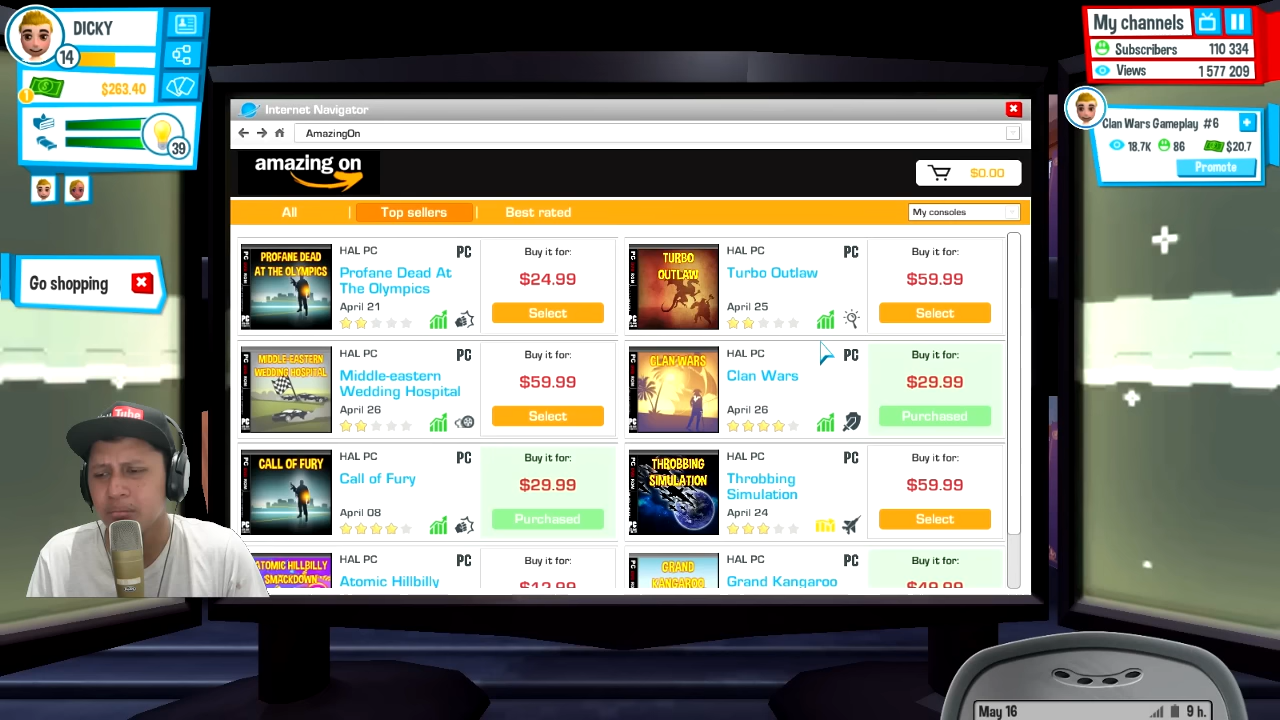 DICKY
14
1
$263.40
39
Go shopping
My channels
Subscribers 110 334
Views 1 577 209
Clan Wars Gameplay #6
18.7K 86 $20.7
Promote
Internet Navigator
AmazingOn
amazing on
$0.00
All | Top sellers | Best rated
My consoles
PROFANE DEAD
AT THE OLYMPICS
HAL PC PC
Profane Dead At
The Olympics
April 21
Buy it for:
$24.99
Select
TURBO
OUTLAW
HAL PC PC
Turbo Outlaw
April 25
Buy it for:
$59.99
Select
MIDDLE-EASTERN
WEDDING HOSPITAL
HAL PC PC
Middle-eastern
Wedding Hospital
April 26
Buy it for:
$59.99
Select
CLAN WARS
HAL PC PC
Clan Wars
April 26
Buy it for:
$29.99
Purchased
CALL OF FURY
HAL PC PC
Call of Fury
April 08
Buy it for:
$29.99
Purchased
THROBBING
SIMULATION
HAL PC PC
Throbbing
Simulation
April 24
Buy it for:
$59.99
Select
ATOMIC HILLBILLY
SMACKDOWN
HAL PC PC
Atomic Hillbilly
Buy it for:
$12.99
GRAND
KANGAROO
HAL PC PC
Grand Kangaroo
Buy it for:
$49.99
Tube
May 16 9 h.